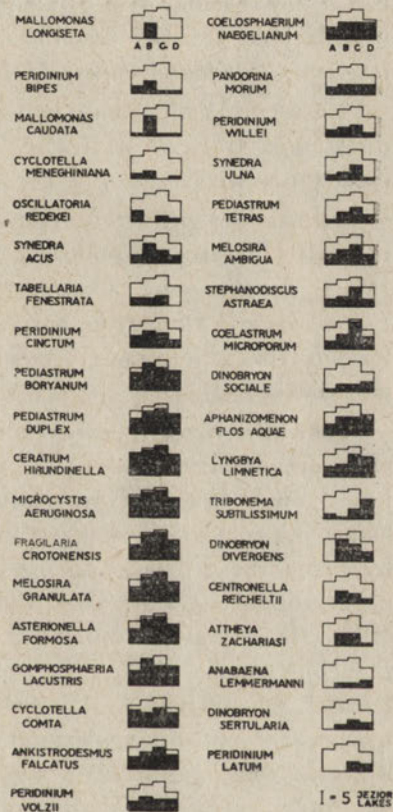 MALLOMONAS
LONGISETA
A B C D
PERIDINIUM
BIPES
MALLOMONAS
CAUDATA
CYCLOTELLA
MENEGHINIANA
OSCILLATORIA
REDEKEI
SYNEDRA
ACUS
TABELLARIA
FENESTRATA
PERIDINIUM
CINCTUM
PEDIASTRUM
BORYANUM
PEDIASTRUM
DUPLEX
CERATIUM
HIRUNDINELLA
MICROCYSTIS
AERUGINOSA
FRAGILARIA
CROTONENSIS
MELOSIRA
GRANULATA
ASTERIONELLA
FORMOSA
GOMPHOSPHAERIA
LACUSTRIS
CYCLOTELLA
COMTA
ANKISTRODESMUS
FALCATUS
PERIDINIUM
VOLZII
COELOSPHAERIUM
NAEGELIANUM
A B C D
PANDORINA
MORUM
PERIDINIUM
WILLEI
SYNEDRA
ULNA
PEDIASTRUM
TETRAS
MELOSIRA
AMBIGUA
STEPHANODISCUS
ASTRAEA
COELASTRUM
MICROPORUM
DINOBRYON
SOCIALE
APHANIZOMENON
FLOS AQUAE
LYNGBYA
LIMNETICA
TRIBONEMA
SUBTILISSIMUM
DINOBRYON
DIVERGENS
CENTRONELLA
REICHELTII
ATTHEYA
ZACHARIASI
ANABAENA
LEMMERMANNI
DINOBRYON
SERTULARIA
PERIDINIUM
LATUM
I - 5 JEZIOR
LAKES